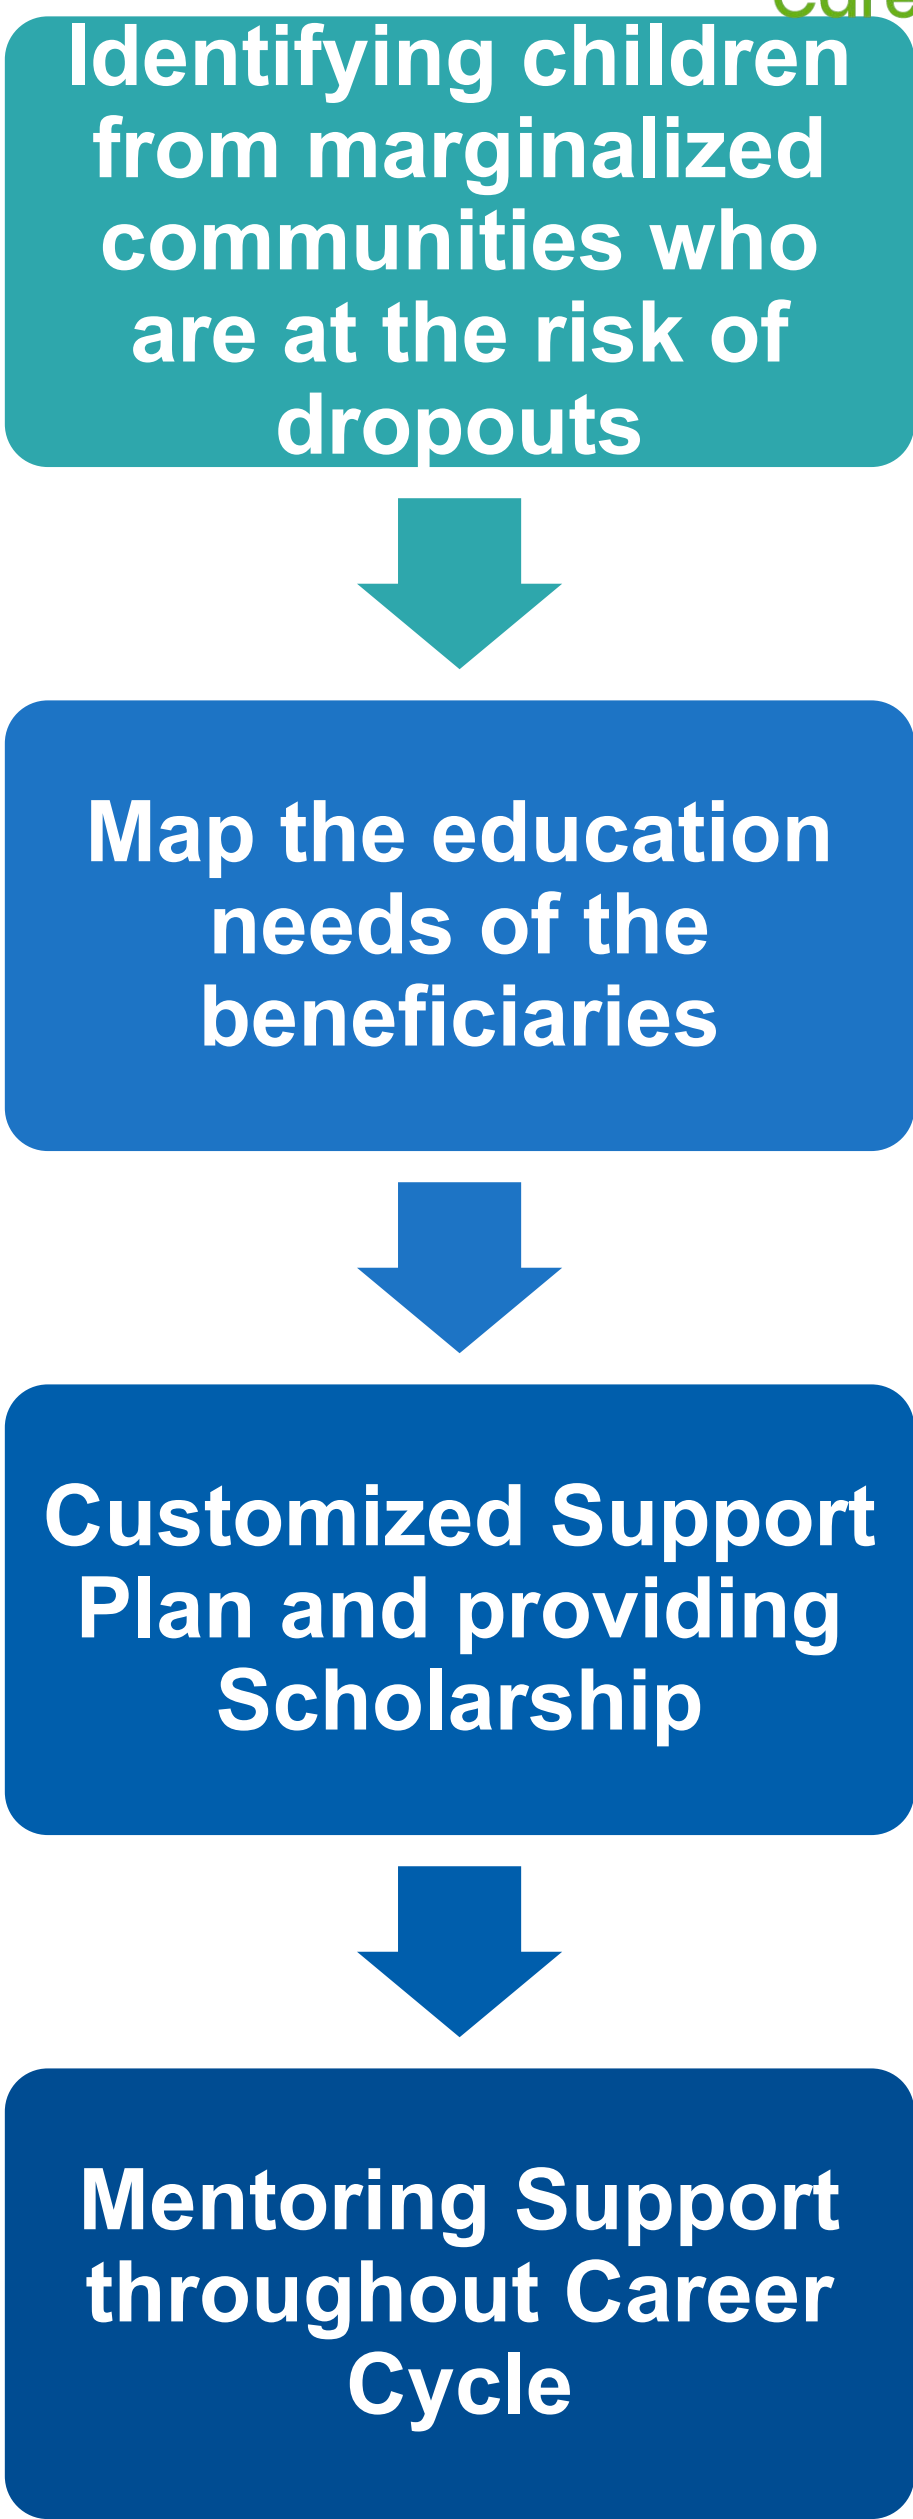 Identifying children
from marginalized
communities who
are at the risk of
dropouts
Map the education
needs of the
beneficiaries
Customized Support
Plan and providing
Scholarship
Mentoring Support
throughout Career
Cycle